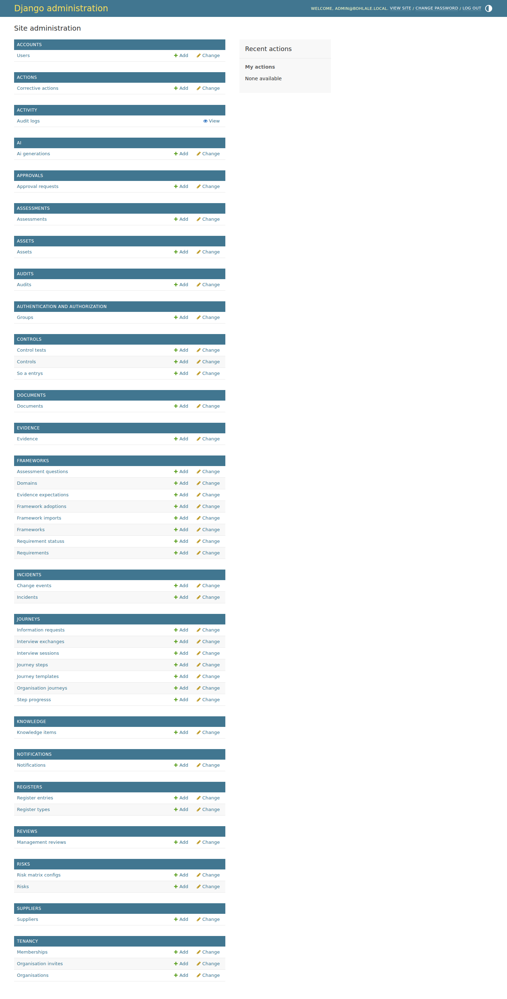 Django administration
WELCOME, ADMIN@BOHLALE.LOCAL. VIEW SITE / CHANGE PASSWORD / LOG OUT
Site administration
ACCOUNTS
Users Add Change
ACTIONS
Corrective actions Add Change
ACTIVITY
Audit logs View
AI
Ai generations Add Change
APPROVALS
Approval requests Add Change
ASSESSMENTS
Assessments Add Change
ASSETS
Assets Add Change
AUDITS
Audits Add Change
AUTHENTICATION AND AUTHORIZATION
Groups Add Change
CONTROLS
Control tests Add Change
Controls Add Change
So a entrys Add Change
DOCUMENTS
Documents Add Change
EVIDENCE
Evidence Add Change
FRAMEWORKS
Assessment questions Add Change
Domains Add Change
Evidence expectations Add Change
Framework adoptions Add Change
Framework imports Add Change
Frameworks Add Change
Requirement statuss Add Change
Requirements Add Change
INCIDENTS
Change events Add Change
Incidents Add Change
JOURNEYS
Information requests Add Change
Interview exchanges Add Change
Interview sessions Add Change
Journey steps Add Change
Journey templates Add Change
Organisation journeys Add Change
Step progresss Add Change
KNOWLEDGE
Knowledge items Add Change
NOTIFICATIONS
Notifications Add Change
REGISTERS
Register entries Add Change
Register types Add Change
REVIEWS
Management reviews Add Change
RISKS
Risk matrix configs Add Change
Risks Add Change
SUPPLIERS
Suppliers Add Change
TENANCY
Memberships Add Change
Organisation invites Add Change
Organisations Add Change
Recent actions
My actions
None available